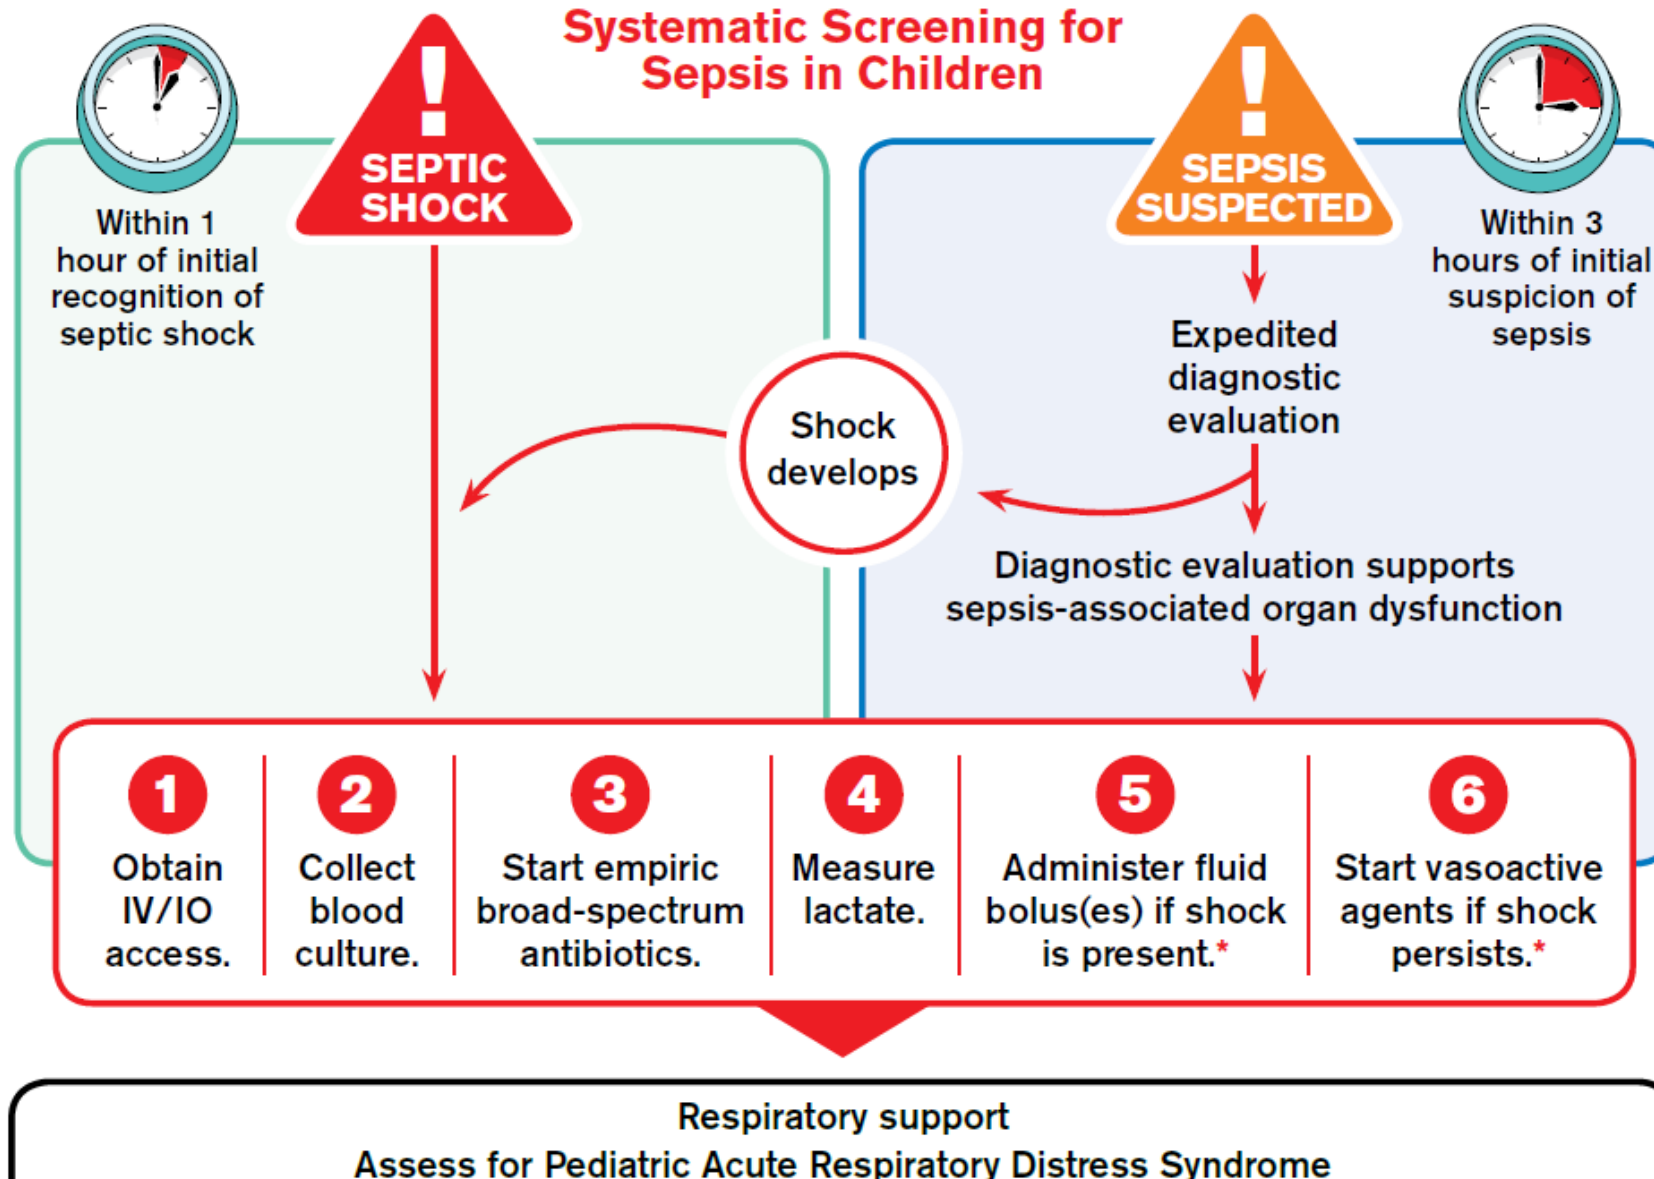 Systematic Screening for
Sepsis in Children
!
SEPTIC
SHOCK
!
SEPSIS
SUSPECTED
Within 1
hour of initial
recognition of
septic shock
Within 3
hours of initial
suspicion of
sepsis
Expedited
diagnostic
evaluation
Shock
develops
Diagnostic evaluation supports
sepsis-associated organ dysfunction
1
Obtain
IV/IO
access.
2
Collect
blood
culture.
3
Start empiric
broad-spectrum
antibiotics.
4
Measure
lactate.
5
Administer fluid
bolus(es) if shock
is present.*
6
Start vasoactive
agents if shock
persists.*
Respiratory support
Assess for Pediatric Acute Respiratory Distress Syndrome